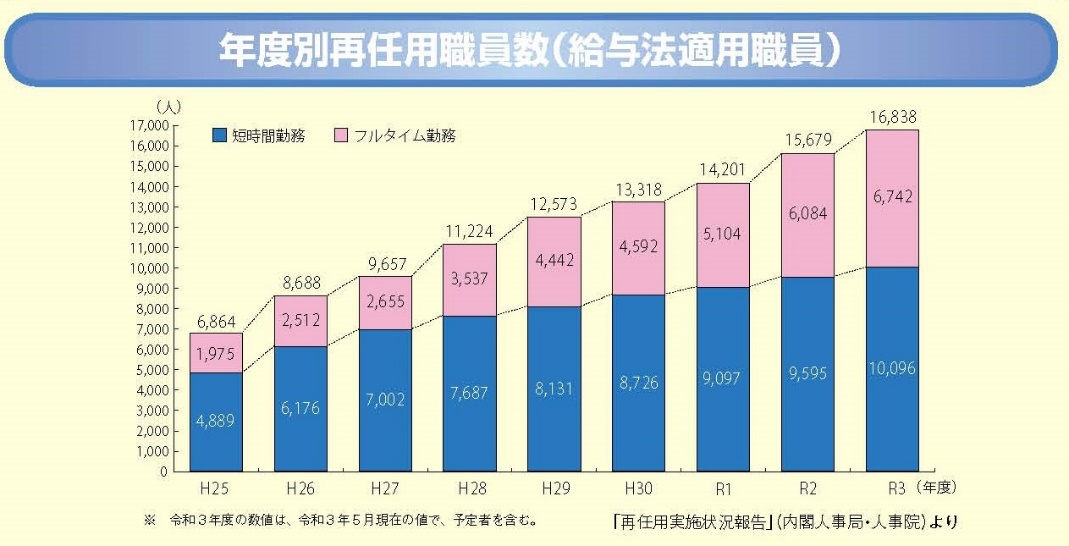 年度別再任用職員数(給与法適用職員)
(人)
短時間勤務 フルタイム勤務
17,000
16,000
15,000
14,000
13,000
12,000
11,000
10,000
9,000
8,000
7,000
6,000
5,000
4,000
3,000
2,000
1,000
0
6,864 8,688 9,657 11,224 12,573 13,318 14,201 15,679 16,838
1,975 2,512 2,655 3,537 4,442 4,592 5,104 6,084 6,742
4,889 6,176 7,002 7,687 8,131 8,726 9,097 9,595 10,096
H25 H26 H27 H28 H29 H30 R1 R2 R3 (年度)
※ 令和3年度の数値は、令和3年5月現在の値で、予定者を含む。 「再任用実施状況報告」(内閣人事局・人事院)より